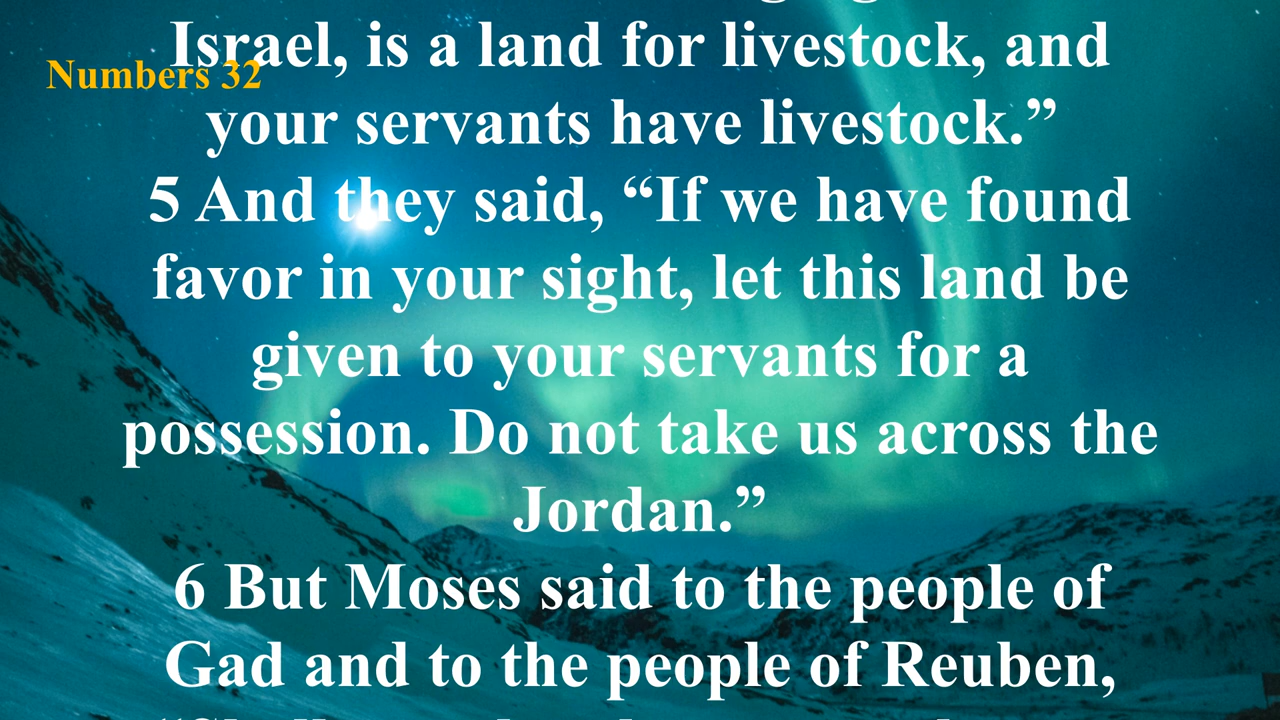 Numbers 32
Israel, is a land for livestock, and
your servants have livestock.”
5 And they said, “If we have found
favor in your sight, let this land be
given to your servants for a
possession. Do not take us across the
Jordan.”
6 But Moses said to the people of
Gad and to the people of Reuben,